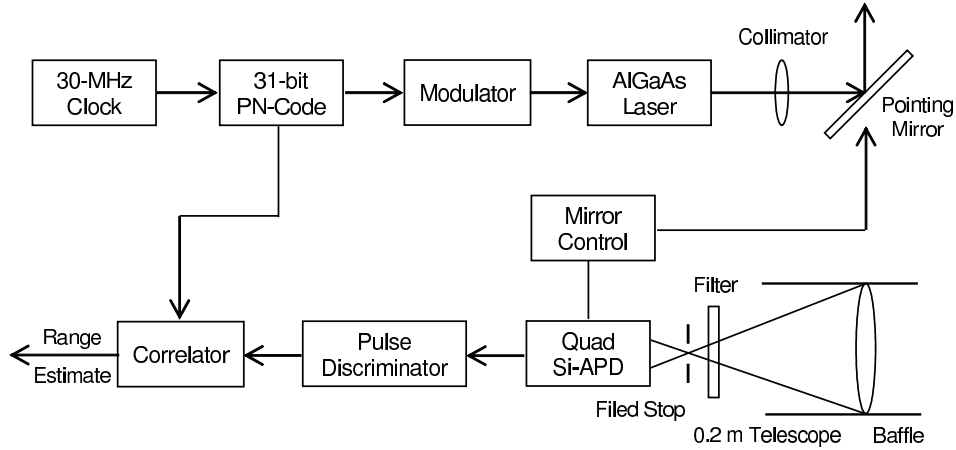 30-MHz
Clock
31-bit
PN-Code
Modulator
AlGaAs
Laser
Collimator
Pointing
Mirror
Mirror
Control
Filter
Range
Estimate
Correlator
Pulse
Discriminator
Quad
Si-APD
Filed Stop
0.2 m Telescope
Baffle